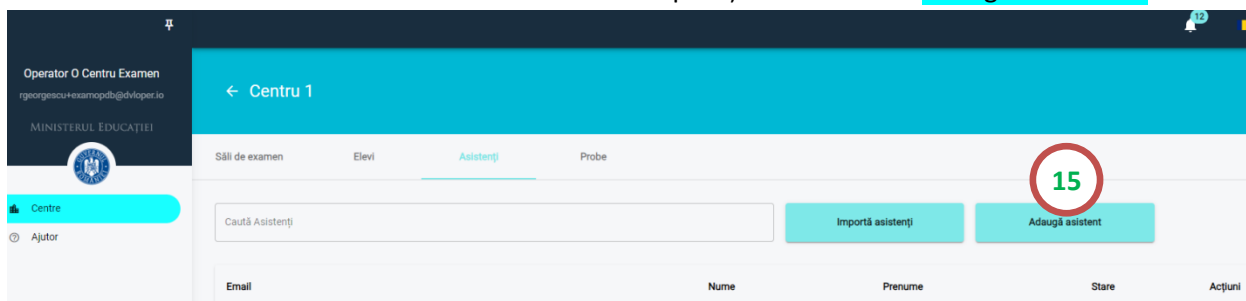 12
Operator O Centru Examen
rgeorgescu+examopdb@dvloper.io
MINISTERUL EDUCAȚIEI
← Centru 1
Săli de examen Elevi Asistenți Probe
15
Centre
Ajutor
Caută Asistenți
Importă asistenți
Adaugă asistent
Email Nume Prenume Stare Acțiuni